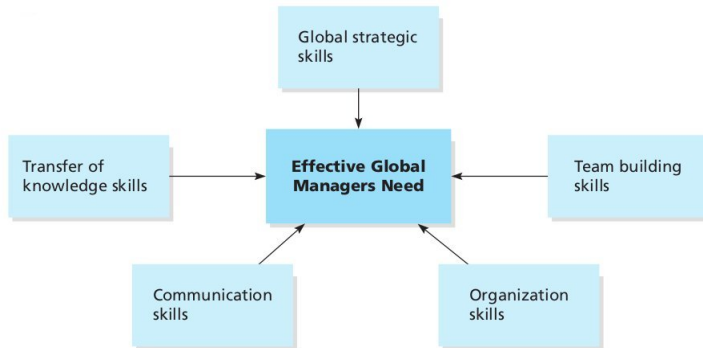 Global strategic
skills
Transfer of
knowledge skills
Effective Global
Managers Need
Team building
skills
Communication
skills
Organization
skills